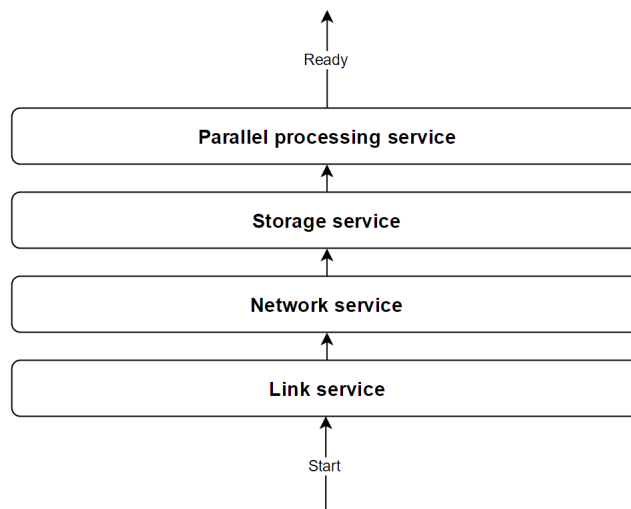 Ready
Parallel processing service
Storage service
Network service
Link service
Start